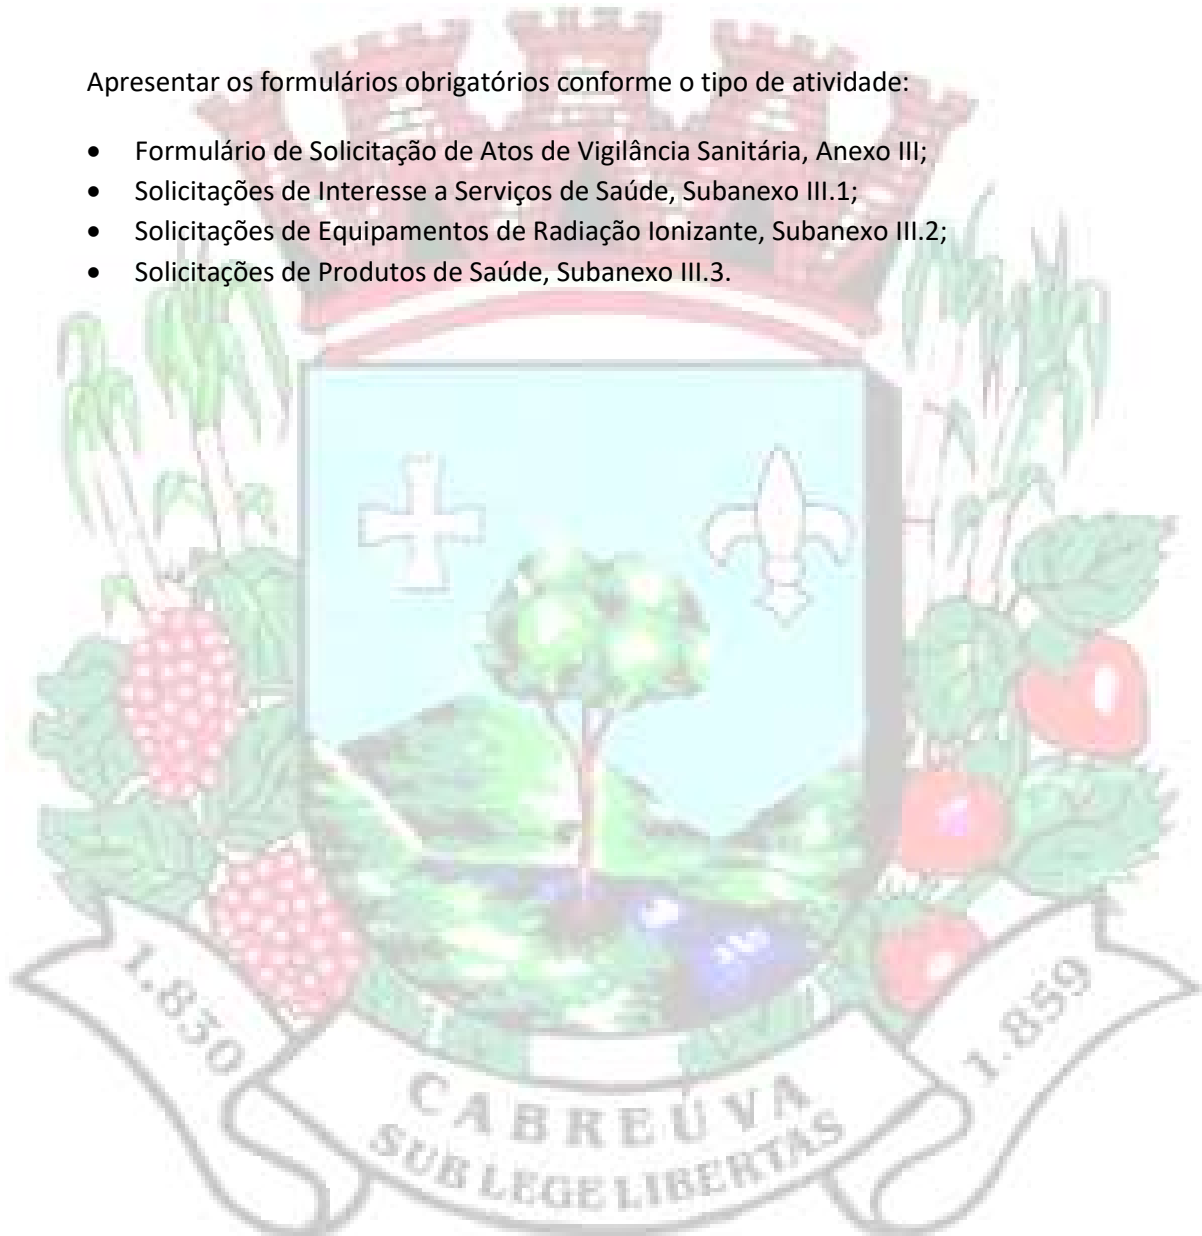 Apresentar os formulários obrigatórios conforme o tipo de atividade:
• Formulário de Solicitação de Atos de Vigilância Sanitária, Anexo III;
• Solicitações de Interesse a Serviços de Saúde, Subanexo III.1;
• Solicitações de Equipamentos de Radiação Ionizante, Subanexo III.2;
• Solicitações de Produtos de Saúde, Subanexo III.3.
1.830
CABREÚVA
1.859
SUB LEGE LIBERTAS